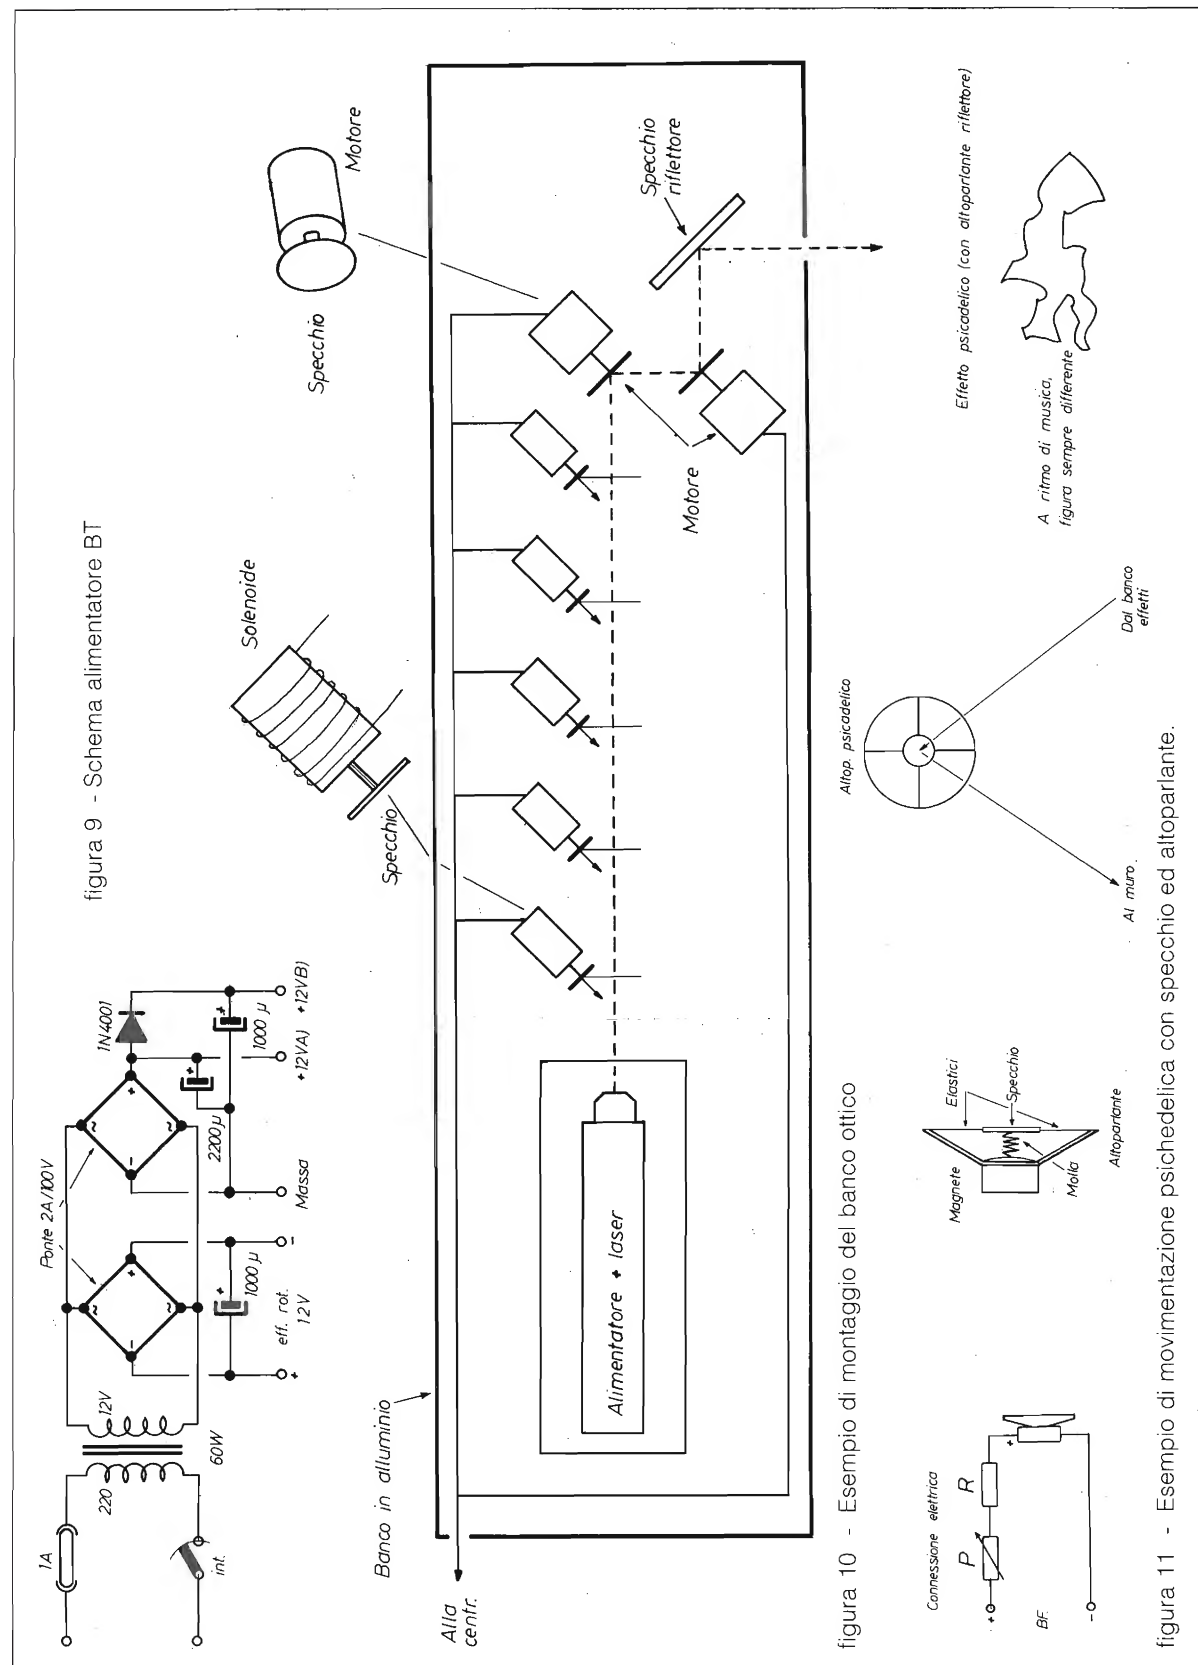 1A
int.
220
12V
60W
Ponte 2A/100V
~
+
-
~
+
1000 µ
+
-
eff. rot.
12V
~
+
-
~
1N4001
+
2200µ
+
1000 µ
Massa
+12VA)
+12VB)
figura 9 - Schema alimentatore BT
Solenoide
Specchio
Specchio
Motore
Banco in alluminio
Alla
centr.
Alimentatore + laser
Motore
Specchio
riflettore
figura 10 - Esempio di montaggio del banco ottico
Connessione elettrica
P
R
+
+
BF.
-
Magnete
Elastici
Specchio
Molla
Altoparlante
Altop. psicadelico
Al muro.
Dal banco
effetti
Effetto psicadelico (con altoparlante riflettore)
A ritmo di musica,
figura sempre differente
figura 11 - Esempio di movimentazione psichedelica con specchio ed altoparlante.